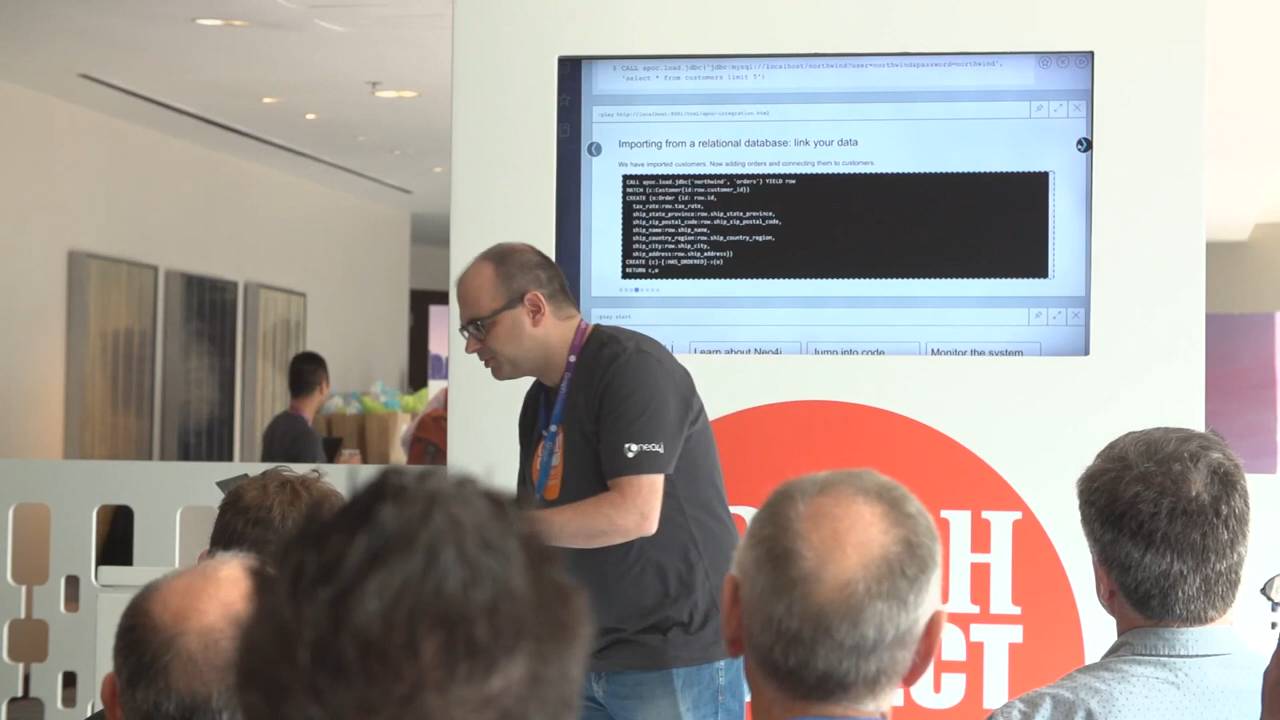 $ CALL apoc.load.jdbc('jdbc:mysql://localhost/northwind?user=northwind&password=northwind',
'select * from customers limit 5')
:play http://localhost:8001/html/apoc-integration.html
Importing from a relational database: link your data
We have imported customers. Now adding orders and connecting them to customers.
CALL apoc.load.jdbc('northwind', 'orders') YIELD row
MATCH (c:Customer{id:row.customer_id})
CREATE (o:Order {id: row.id,
tax_rate:row.tax_rate,
ship_state_province:row.ship_state_province,
ship_zip_postal_code:row.ship_zip_postal_code,
ship_name:row.ship_name,
ship_country_region:row.ship_country_region,
ship_city:row.ship_city,
ship_address:row.ship_address})
CREATE (c)-[:HAS_ORDERED]->(o)
RETURN c,o
:play start
Learn about Neo4j
Jump into code
Monitor the system
neo4j
H
CT